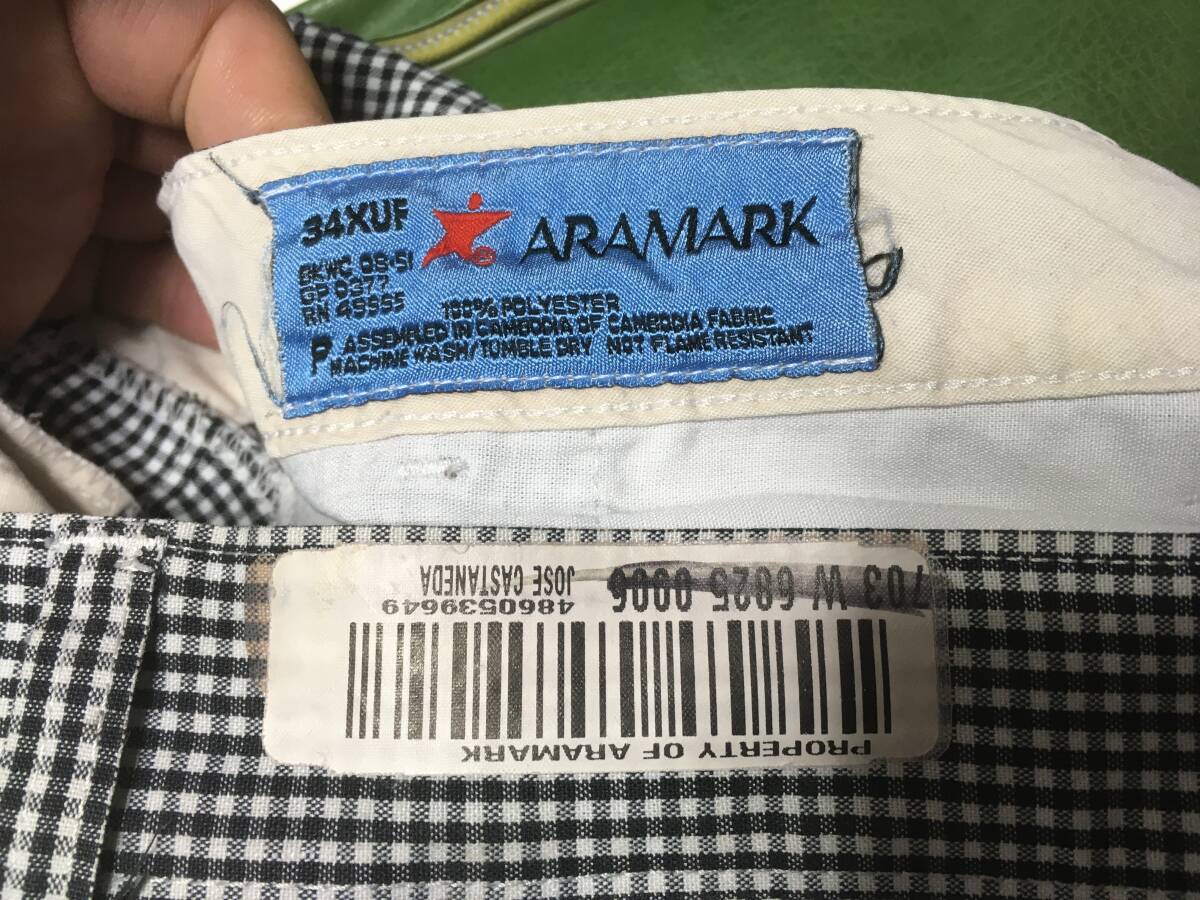 34XUF
ARAMARK
BKWC 09-51
GP 0377
RN 49995
100% POLYESTER
P. ASSEMBLED IN CAMBODIA OF CAMBODIA FABRIC
MACHINE WASH/TUMBLE DRY NOT FLAME RESISTANT
PROPERTY OF ARAMARK
4860539649
JOSE CASTANEDA
703 W 6825 0006